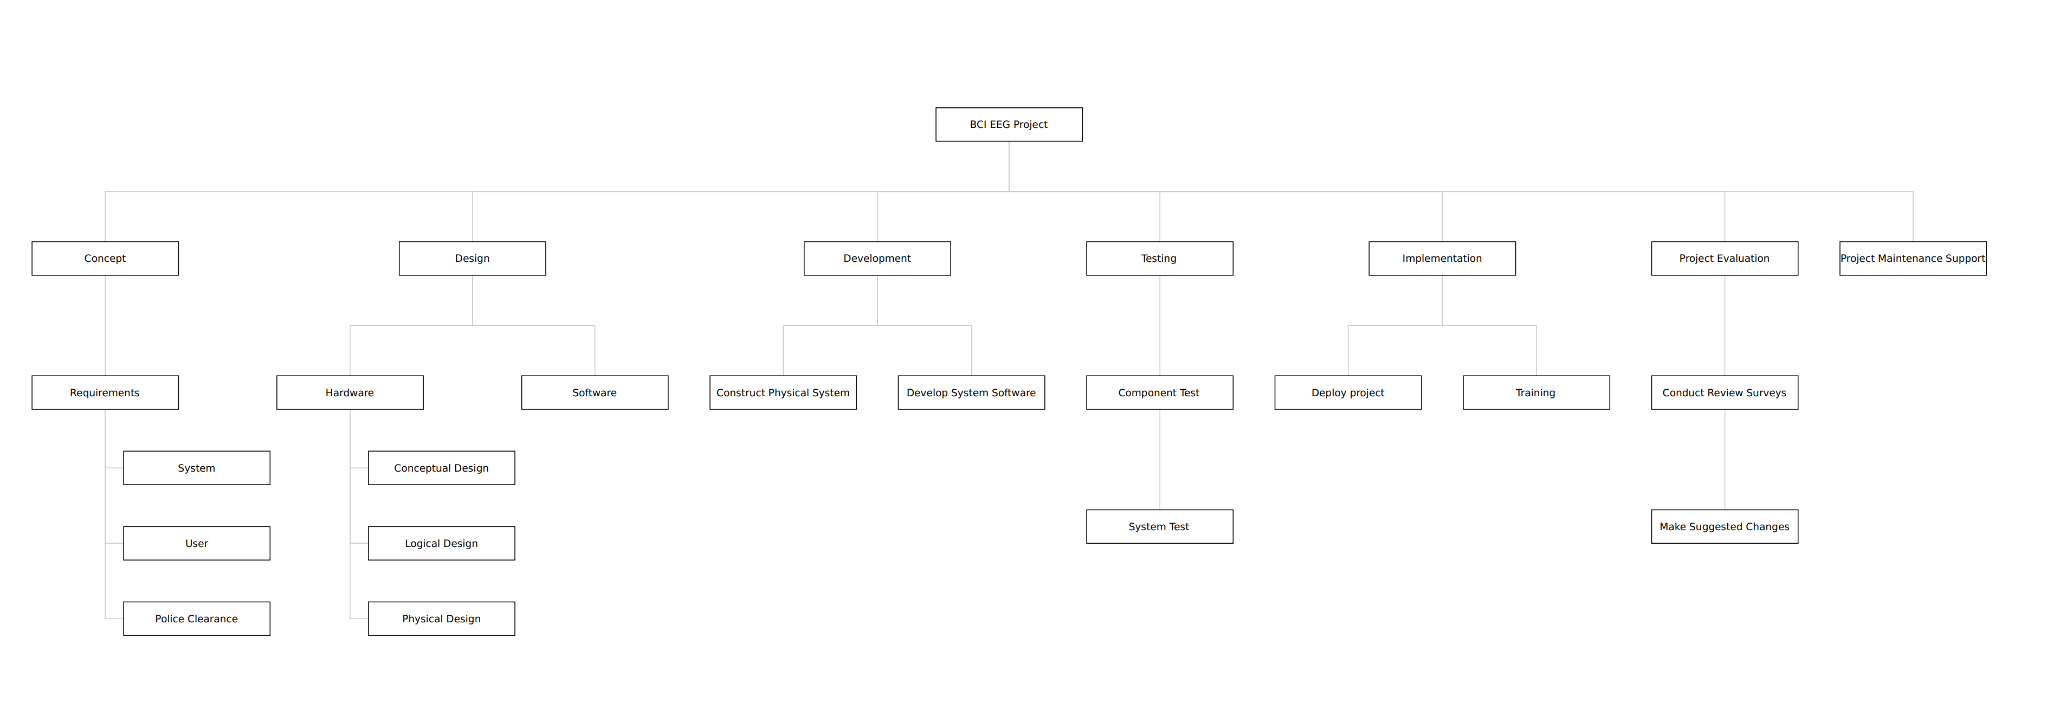 BCI EEG Project
Concept
Design
Development
Testing
Implementation
Project Evaluation
Project Maintenance Support
Requirements
Hardware
Software
Construct Physical System
Develop System Software
Component Test
Deploy project
Training
Conduct Review Surveys
System
Conceptual Design
System Test
Make Suggested Changes
User
Logical Design
Police Clearance
Physical Design